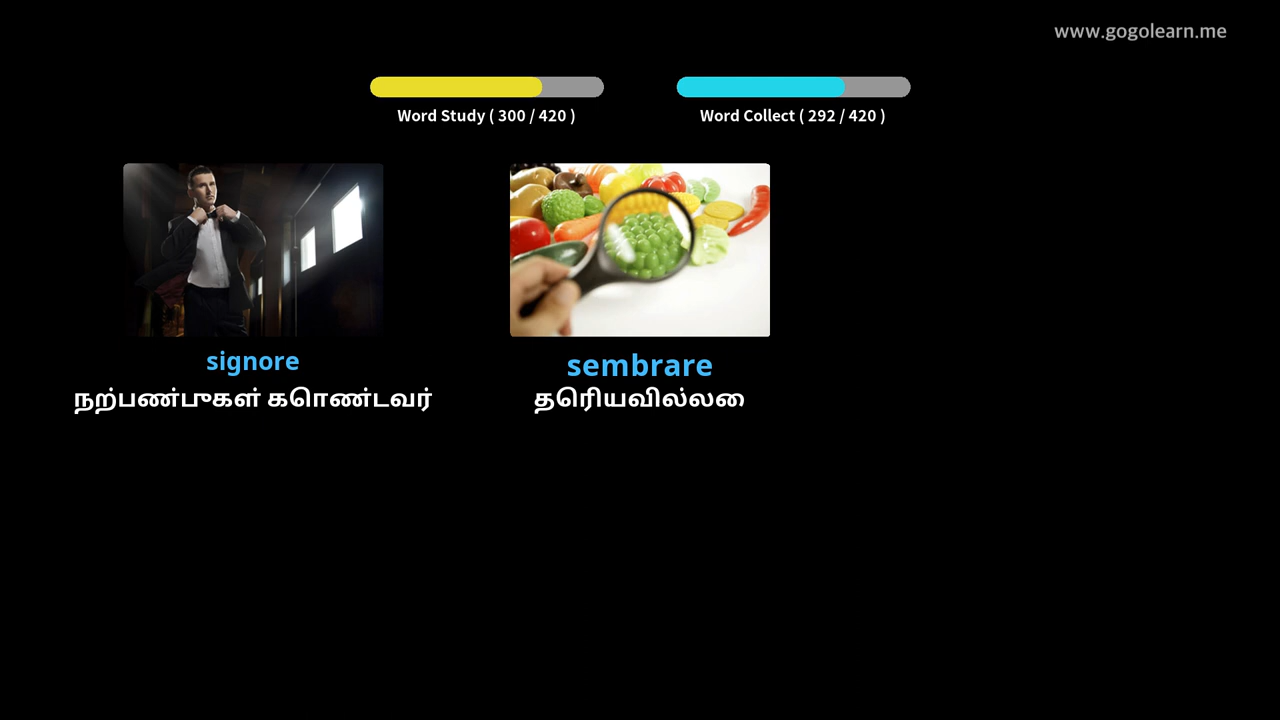 www.gogolearn.me
Word Study ( 300 / 420 )
Word Collect ( 292 / 420 )
signore
நற்பண்புகள் கொண்டவர்
sembrare
தெரியவில்லை